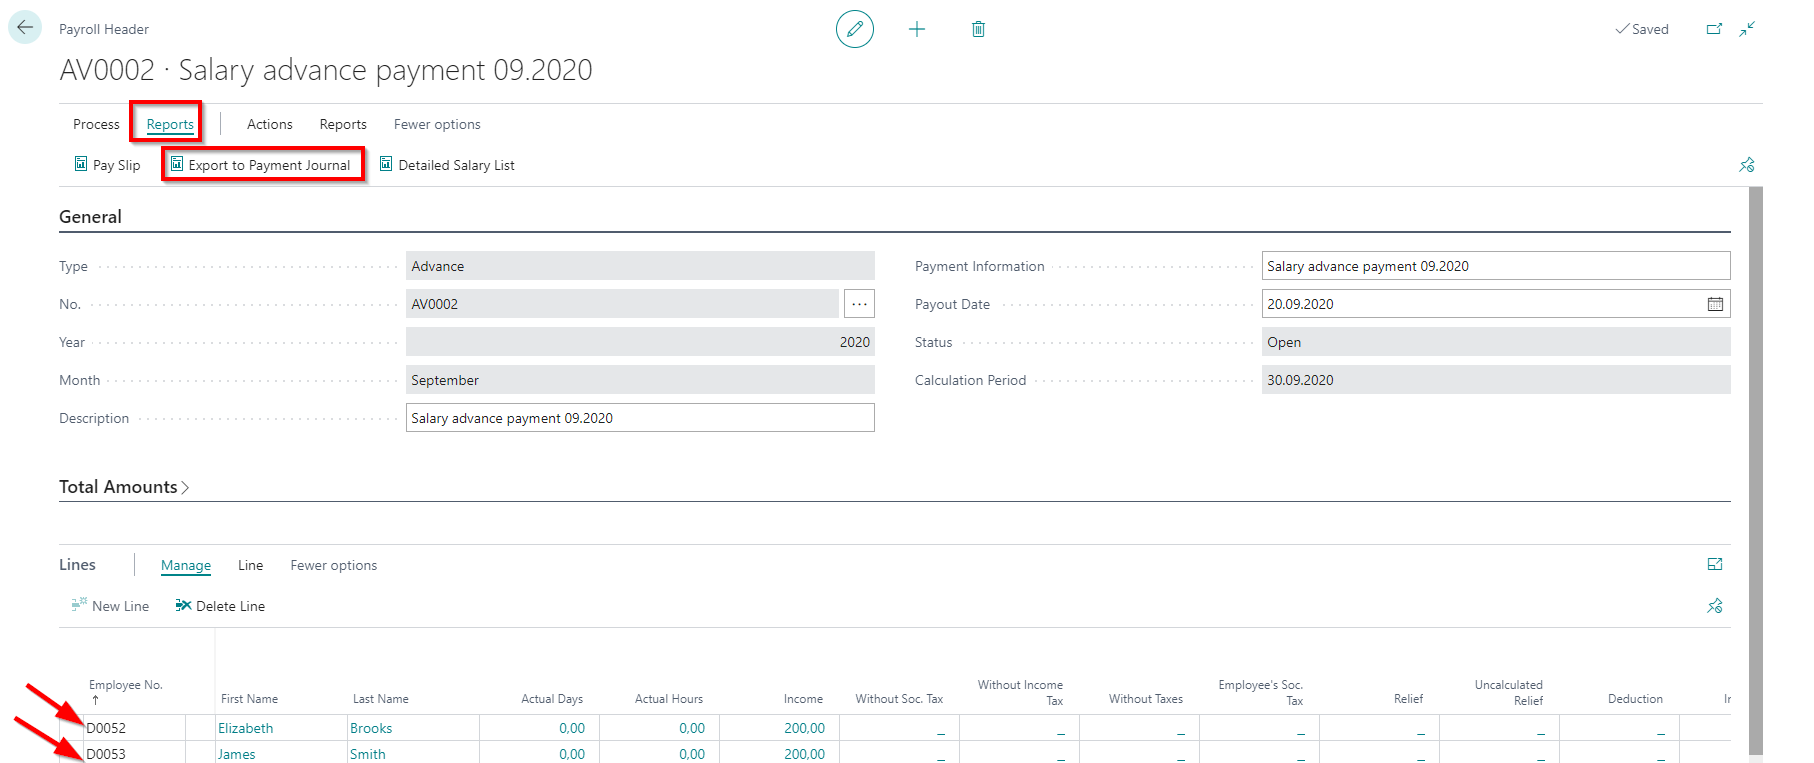 Payroll Header
Saved
AV0002 · Salary advance payment 09.2020
Process Reports Actions Reports Fewer options
Pay Slip Export to Payment Journal Detailed Salary List
General
Type Advance Payment Information Salary advance payment 09.2020
No. AV0002 ... Payout Date 20.09.2020
Year 2020 Status Open
Month September Calculation Period 30.09.2020
Description Salary advance payment 09.2020
Total Amounts
Lines Manage Line Fewer options
New Line Delete Line
Employee No. ↑ First Name Last Name Actual Days Actual Hours Income Without Soc. Tax Without Income Tax Without Taxes Employee's Soc. Tax Relief Uncalculated Relief Deduction
D0052 Elizabeth Brooks 0,00 0,00 200,00 _ _ _ _ _ _ _
D0053 James Smith 0,00 0,00 200,00 _ _ _ _ _ _ _